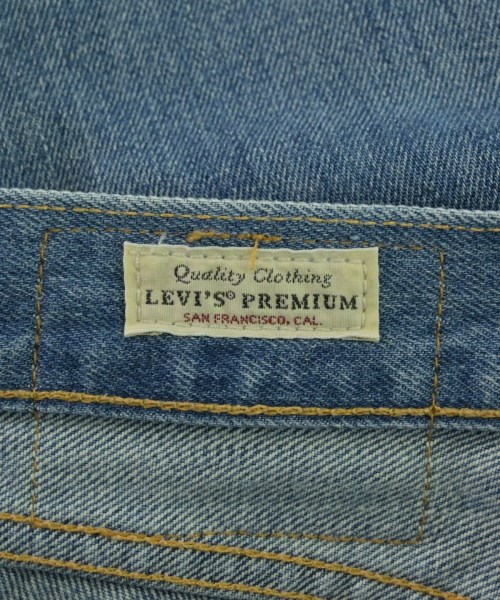 Quality Clothing
LEVI'S® PREMIUM
SAN FRANCISCO, CAL.